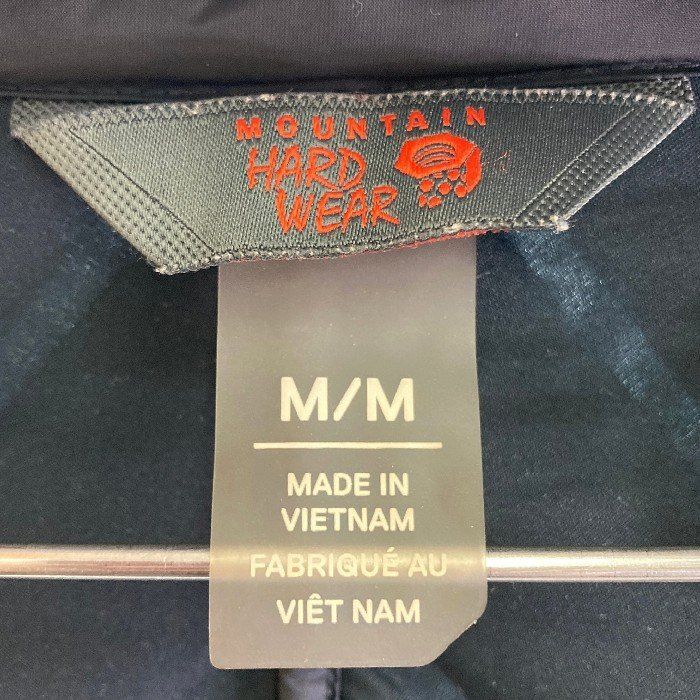 MOUNTAIN
HARD
WEAR
M/M
MADE IN
VIETNAM
FABRIQUÉ AU
VIÊT NAM